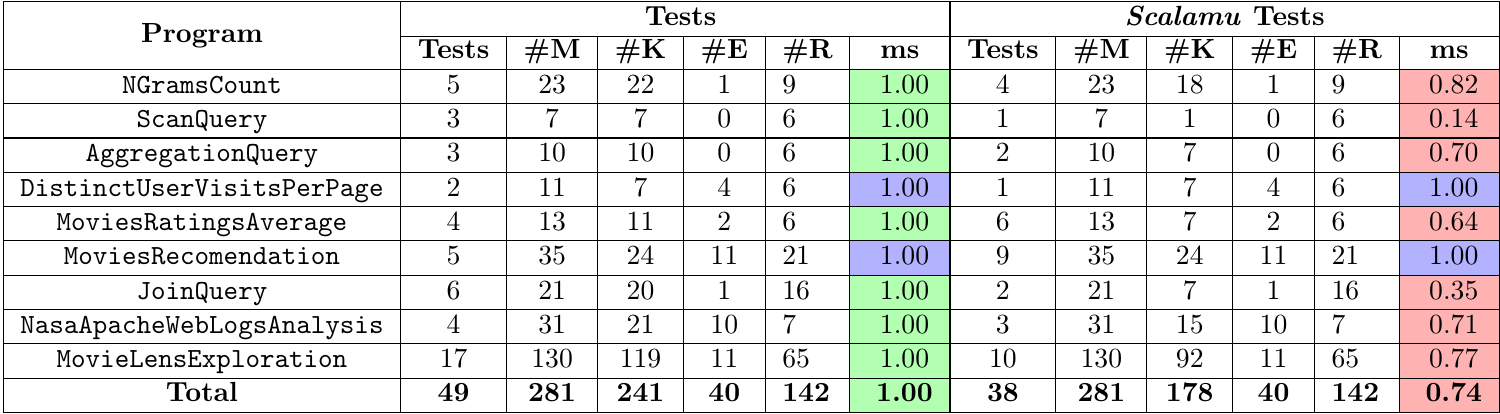 Program Tests Scalamu Tests
Tests #M #K #E #R ms Tests #M #K #E #R ms
NGramsCount 5 23 22 1 9 1.00 4 23 18 1 9 0.82
ScanQuery 3 7 7 0 6 1.00 1 7 1 0 6 0.14
AggregationQuery 3 10 10 0 6 1.00 2 10 7 0 6 0.70
DistinctUserVisitsPerPage 2 11 7 4 6 1.00 1 11 7 4 6 1.00
MoviesRatingsAverage 4 13 11 2 6 1.00 6 13 7 2 6 0.64
MoviesRecomendation 5 35 24 11 21 1.00 9 35 24 11 21 1.00
JoinQuery 6 21 20 1 16 1.00 2 21 7 1 16 0.35
NasaApacheWebLogsAnalysis 4 31 21 10 7 1.00 3 31 15 10 7 0.71
MovieLensExploration 17 130 119 11 65 1.00 10 130 92 11 65 0.77
Total 49 281 241 40 142 1.00 38 281 178 40 142 0.74